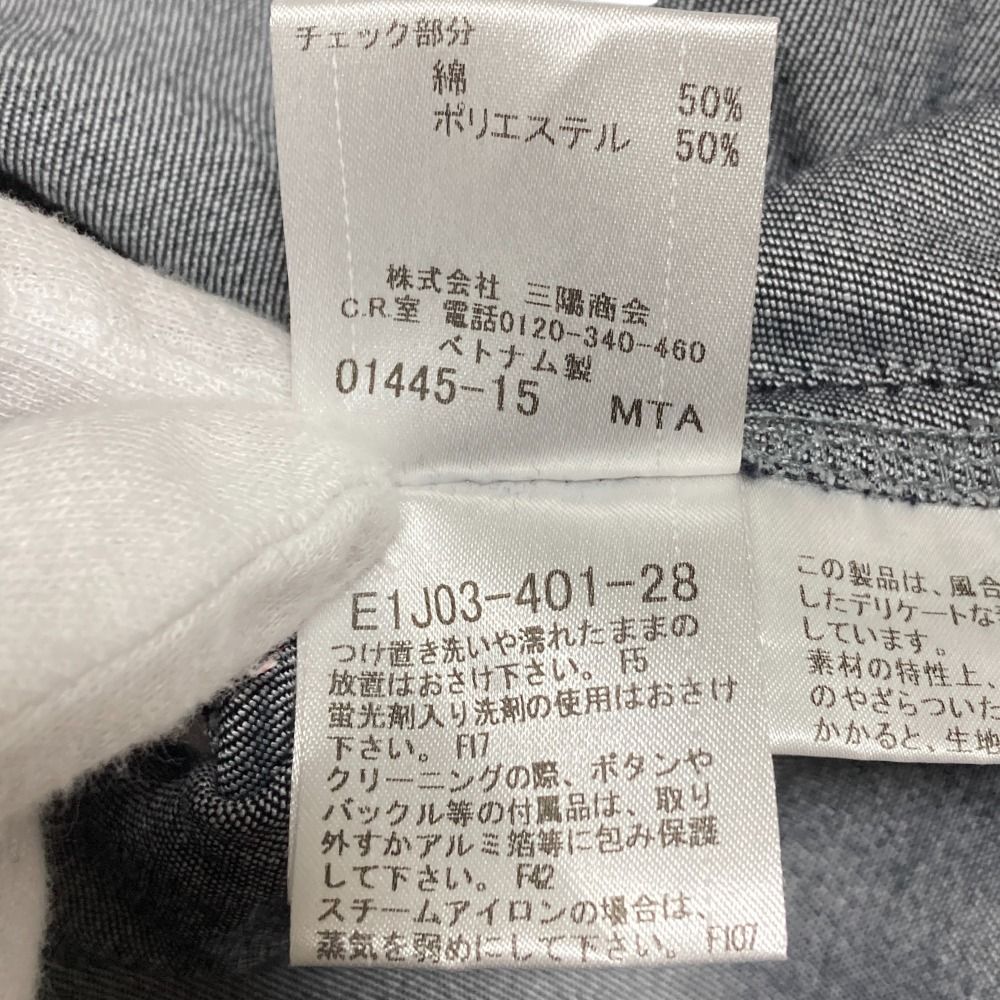 チェック部分
綿 50%
ポリエステル 50%
株式会社 三陽商会
C.R.室 電話0120-340-460
ベトナム製
01445-15 MTA
E1J03-401-28
つけ置き洗いや濡れたままの
放置はおさけ下さい。 F5
蛍光剤入り洗剤の使用はおさけ
下さい。 F17
クリーニングの際、ボタンや
バックル等の付属品は、取り
外すかアルミ箔等に包み保護
して下さい。 F42
スチームアイロンの場合は、
蒸気を弱めにして下さい。 F107
この製品は、風合
したデリケートな
しています。
素材の特性上、
のやざらついた
かかると、生地